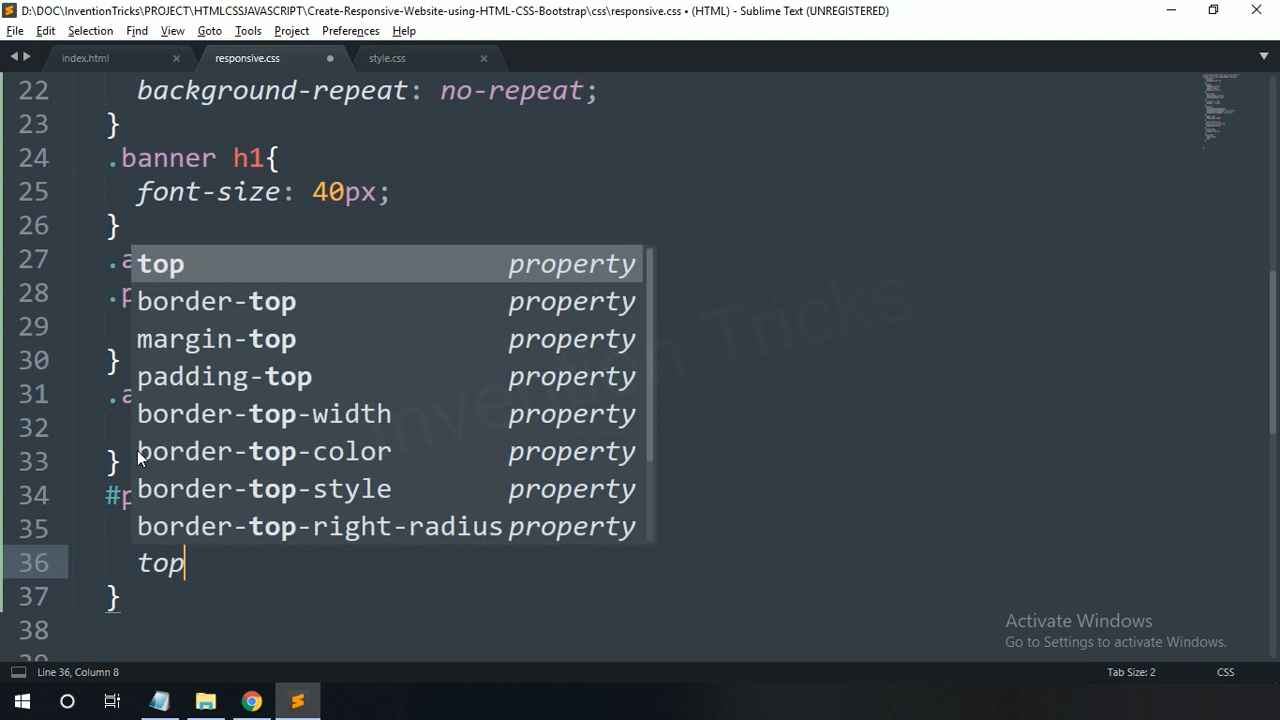 D:\DOC\InventionTricks\PROJECT\HTMLCSSJAVASCRIPT\Create-Responsive-Website-using-HTML-CSS-Bootstrap\css\responsive.css • (HTML) - Sublime Text (UNREGISTERED)
File Edit Selection Find View Goto Tools Project Preferences Help
index.html responsive.css style.css
22 background-repeat: no-repeat;
23 }
24 .banner h1{
25 font-size: 40px;
26 }
27 .a
top property
28 .p
border-top property
29
margin-top property
30 }
padding-top property
31 .a
border-top-width property
32
33 }
border-top-color property
34 #p
border-top-style property
35
border-top-right-radius property
36 top
37 }
38
Invention Tricks
Activate Windows
Go to Settings to activate Windows.
Line 36, Column 8 Tab Size: 2 CSS